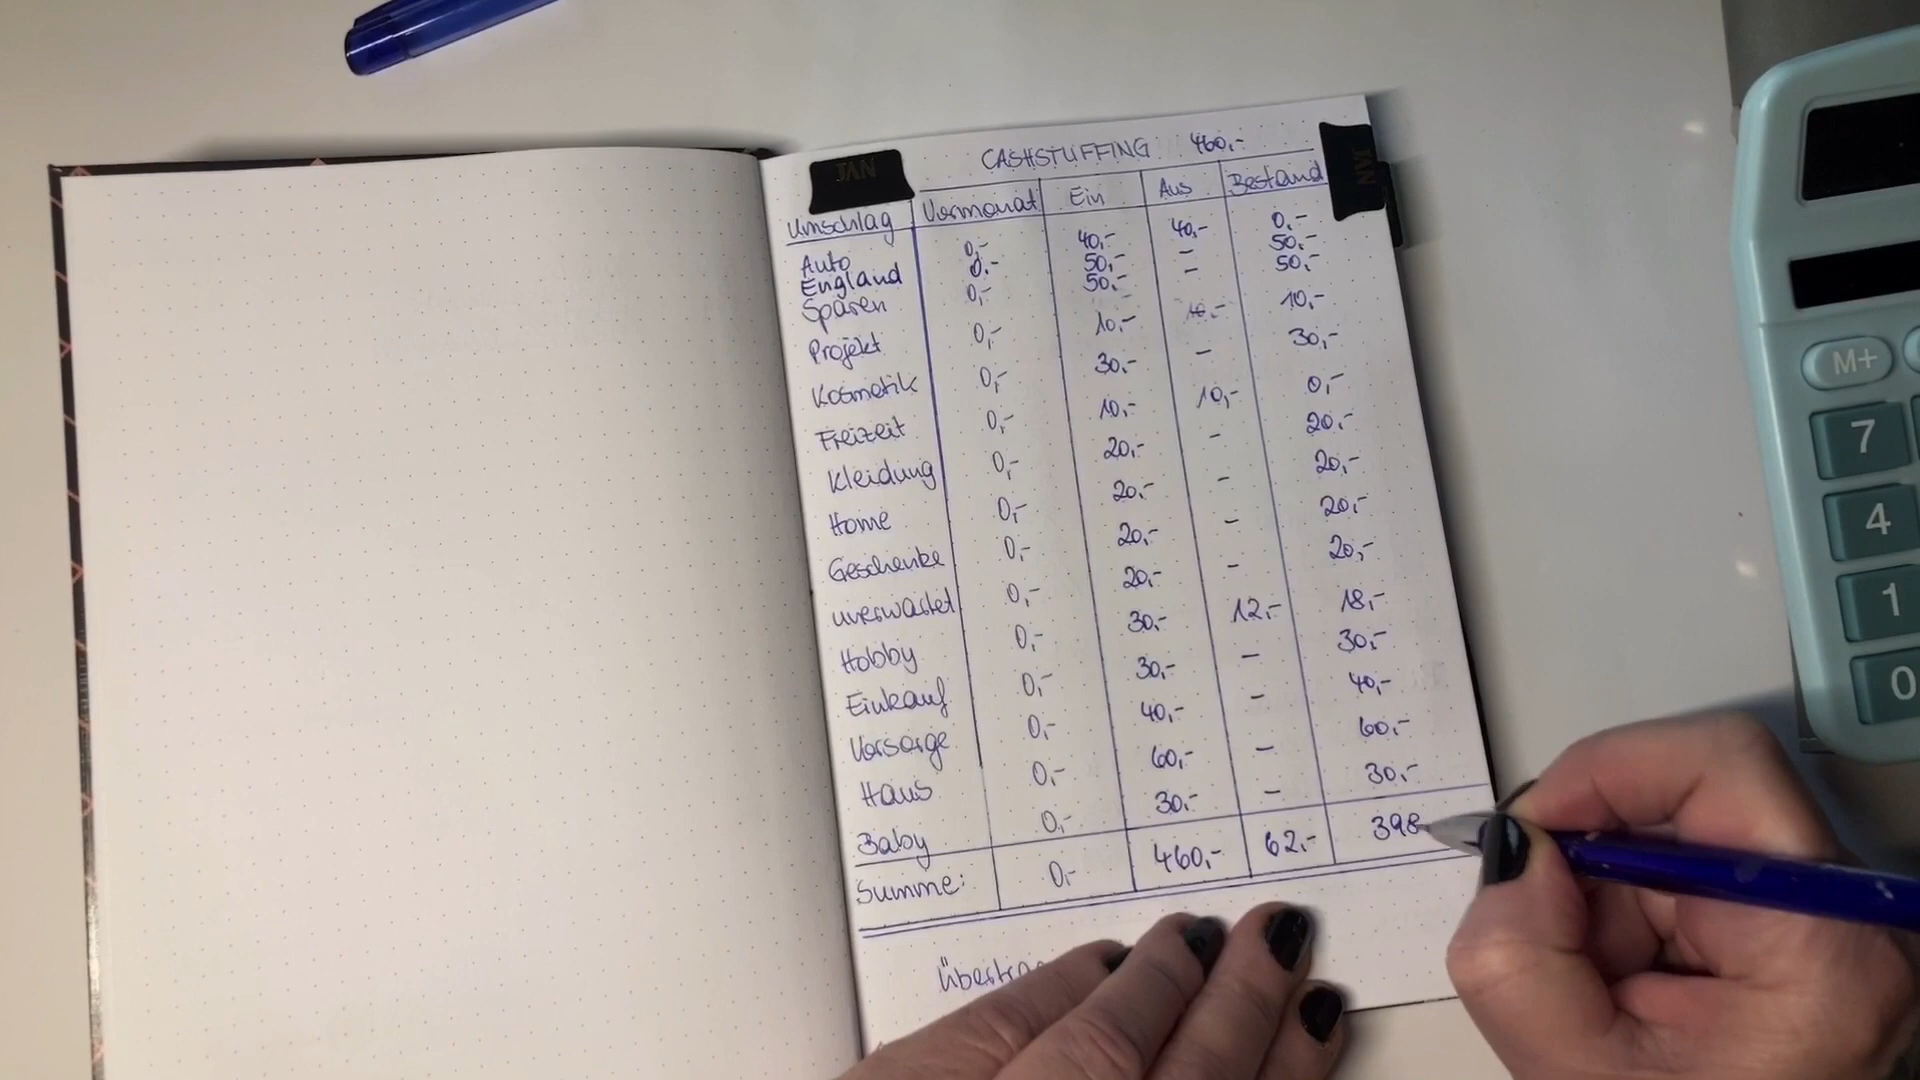 JAN
CASHSTUFFING 460,-
Umschlag Vormonat Ein Aus Bestand
Auto 0,- 40,- 40,- 0,-
England 0,- 50,- - 50,-
Sparen 0,- 50,- - 50,-
Projekt 0,- 10,- 10,- 10,-
Kosmetik 0,- 30,- - 30,-
Freizeit 0,- 10,- 10,- 0,-
Kleidung 0,- 20,- - 20,-
Home 0,- 20,- - 20,-
Geschenke 0,- 20,- - 20,-
unerwartet 0,- 20,- - 20,-
Hobby 0,- 30,- 12,- 18,-
Einkauf 0,- 30,- - 30,-
Vorsorge 0,- 40,- - 40,-
Haus 0,- 60,- - 60,-
Baby 0,- 30,- - 30,-
Summe: 0,- 460,- 62,- 398
M+
7
4
1
0